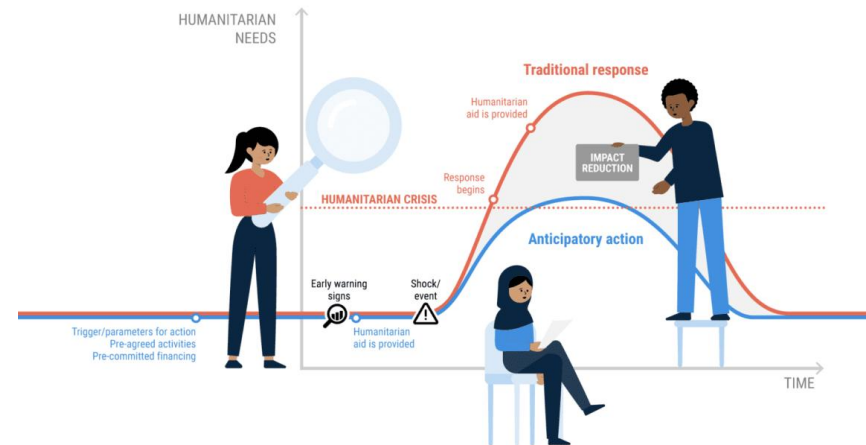 HUMANITARIAN
NEEDS
Traditional response
Humanitarian
aid is provided
IMPACT
REDUCTION
Response
begins
HUMANITARIAN CRISIS
Anticipatory action
Early warning
signs
Shock/
event
Trigger/parameters for action
Pre-agreed activities
Pre-committed financing
Humanitarian
aid is provided
TIME